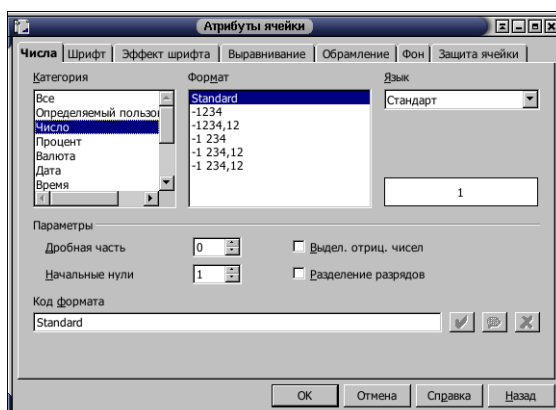 Атрибуты ячейки
Числа Шрифт Эффект шрифта Выравнивание Обрамление Фон Защита ячейки
Категория Формат Язык
Все
Определяемый пользо
Число
Процент
Валюта
Дата
Время
Standard
-1234
-1234,12
-1 234
-1 234,12
-1 234,12
Стандарт
1
Параметры
Дробная часть 0 Выдел. отриц. чисел
Начальные нули 1 Разделение разрядов
Код формата
Standard
OK Отмена Справка Назад